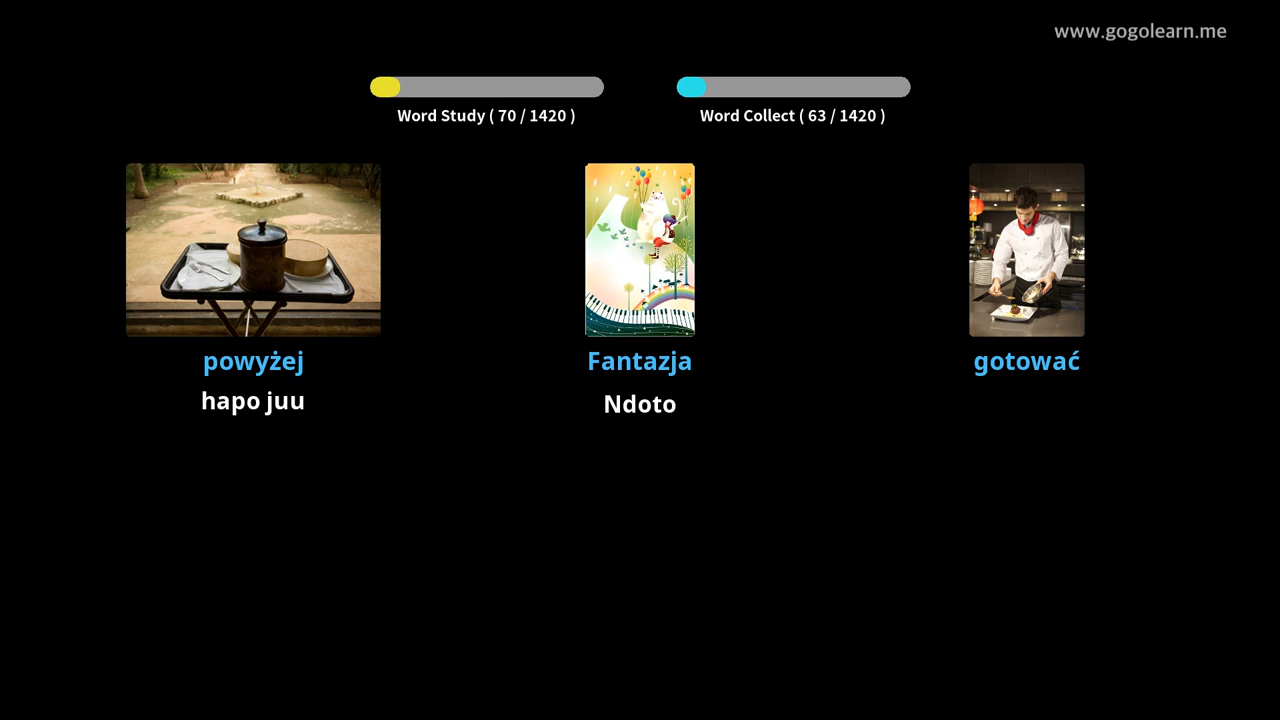 www.gogolearn.me
Word Study ( 70 / 1420 )
Word Collect ( 63 / 1420 )
powyżej
hapo juu
Fantazja
Ndoto
gotować